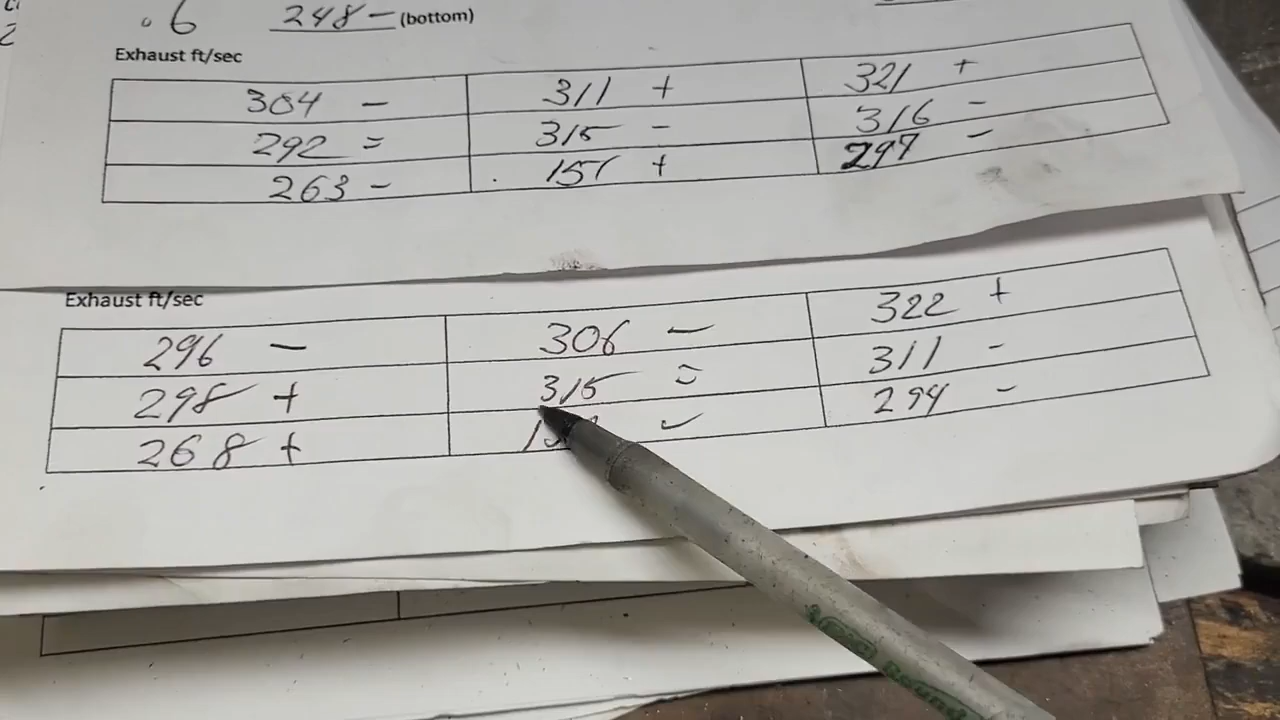 .6 248 – (bottom)
Exhaust ft/sec
304 – 311 + 321 +
292 = 315 – 316 –
263 – 151 + 297 –
Exhaust ft/sec
296 – 306 – 322 +
298 + 315 = 311 –
268 + 294 –